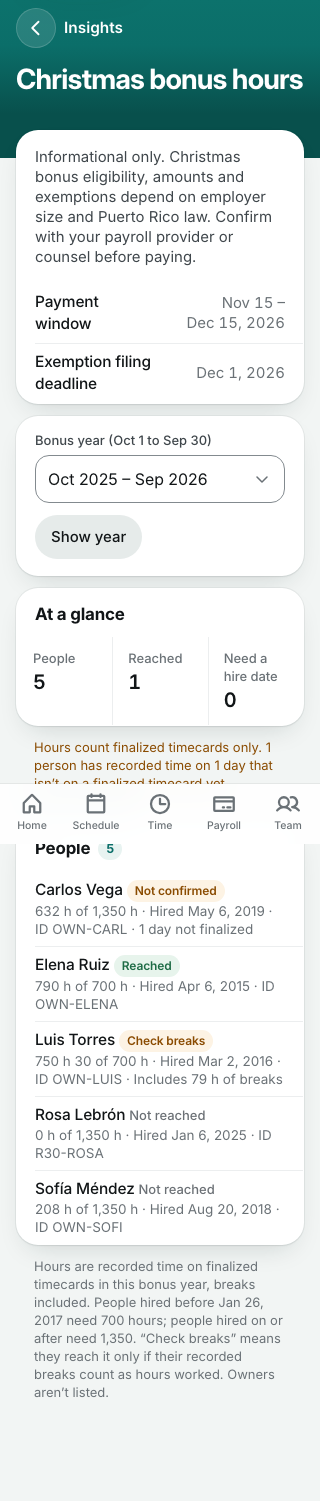 Insights
Christmas bonus hours
Informational only. Christmas
bonus eligibility, amounts and
exemptions depend on employer
size and Puerto Rico law. Confirm
with your payroll provider or
counsel before paying.
Payment
window
Nov 15 –
Dec 15, 2026
Exemption filing
deadline
Dec 1, 2026
Bonus year (Oct 1 to Sep 30)
Oct 2025 – Sep 2026
Show year
At a glance
People
5
Reached
1
Need a
hire date
0
Hours count finalized timecards only. 1
person has recorded time on 1 day that
isn't on a finalized timecard yet.
Home
Schedule
Time
Payroll
Team
People 5
Carlos Vega Not confirmed
632 h of 1,350 h · Hired May 6, 2019 ·
ID OWN-CARL · 1 day not finalized
Elena Ruiz Reached
790 h of 700 h · Hired Apr 6, 2015 · ID
OWN-ELENA
Luis Torres Check breaks
750 h 30 of 700 h · Hired Mar 2, 2016 ·
ID OWN-LUIS · Includes 79 h of breaks
Rosa Lebrón Not reached
0 h of 1,350 h · Hired Jan 6, 2025 · ID
R30-ROSA
Sofía Méndez Not reached
208 h of 1,350 h · Hired Aug 20, 2018 ·
ID OWN-SOFI
Hours are recorded time on finalized
timecards in this bonus year, breaks
included. People hired before Jan 26,
2017 need 700 hours; people hired on or
after need 1,350. “Check breaks” means
they reach it only if their recorded
breaks count as hours worked. Owners
aren’t listed.